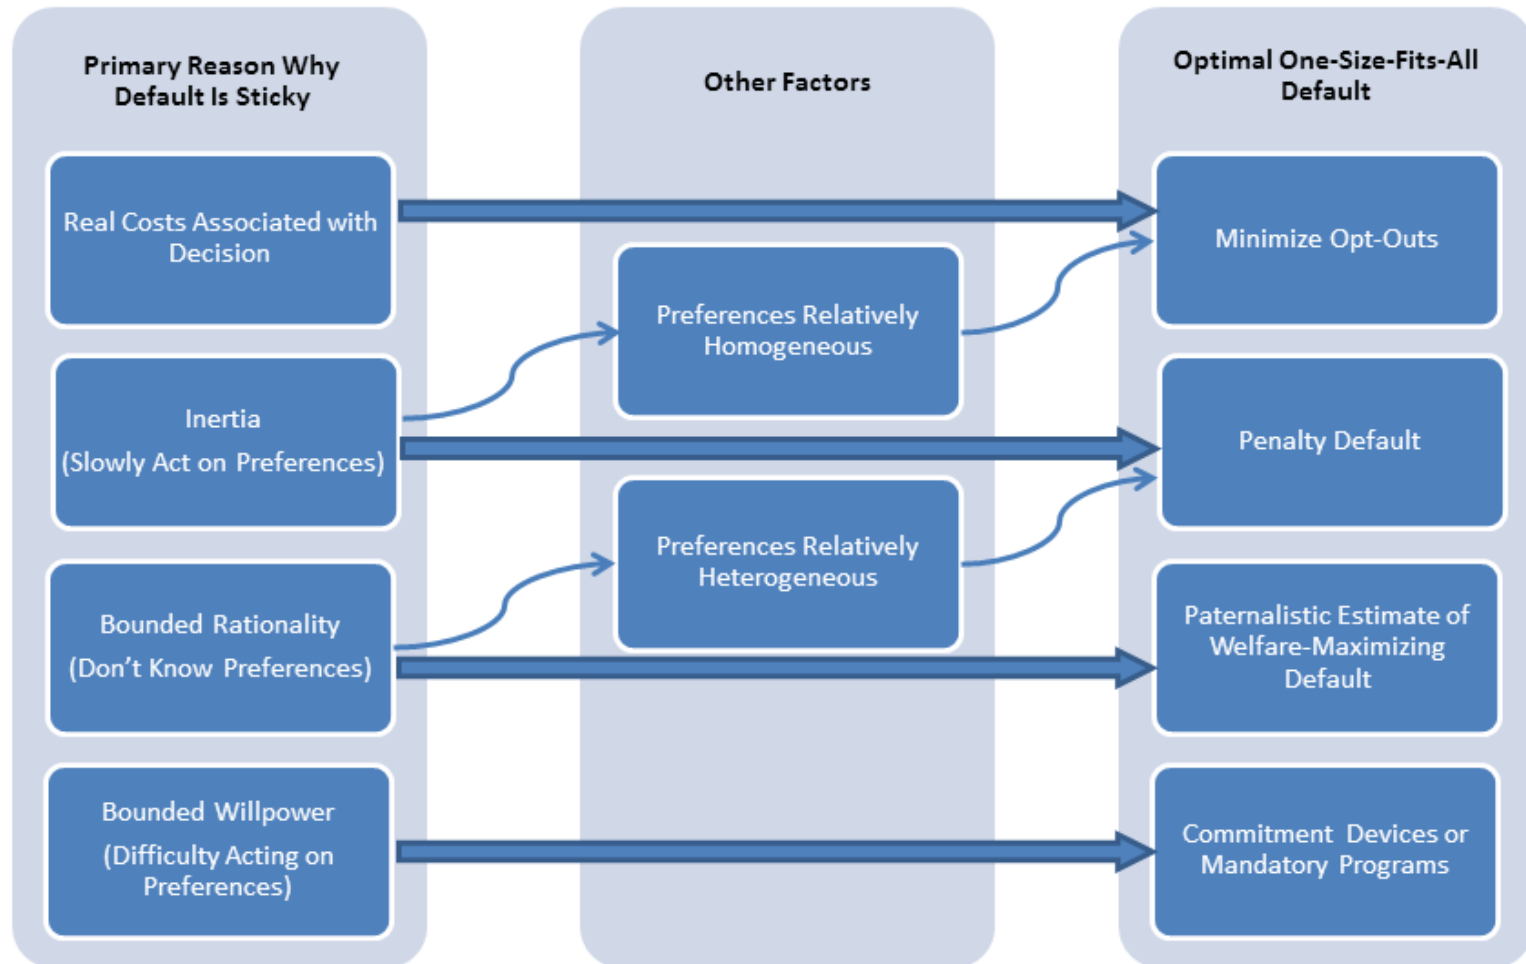 Primary Reason Why
Default Is Sticky
Real Costs Associated with
Decision
Inertia
(Slowly Act on Preferences)
Bounded Rationality
(Don't Know Preferences)
Bounded Willpower
(Difficulty Acting on
Preferences)
Other Factors
Preferences Relatively
Homogeneous
Preferences Relatively
Heterogeneous
Optimal One-Size-Fits-All
Default
Minimize Opt-Outs
Penalty Default
Paternalistic Estimate of
Welfare-Maximizing
Default
Commitment Devices or
Mandatory Programs